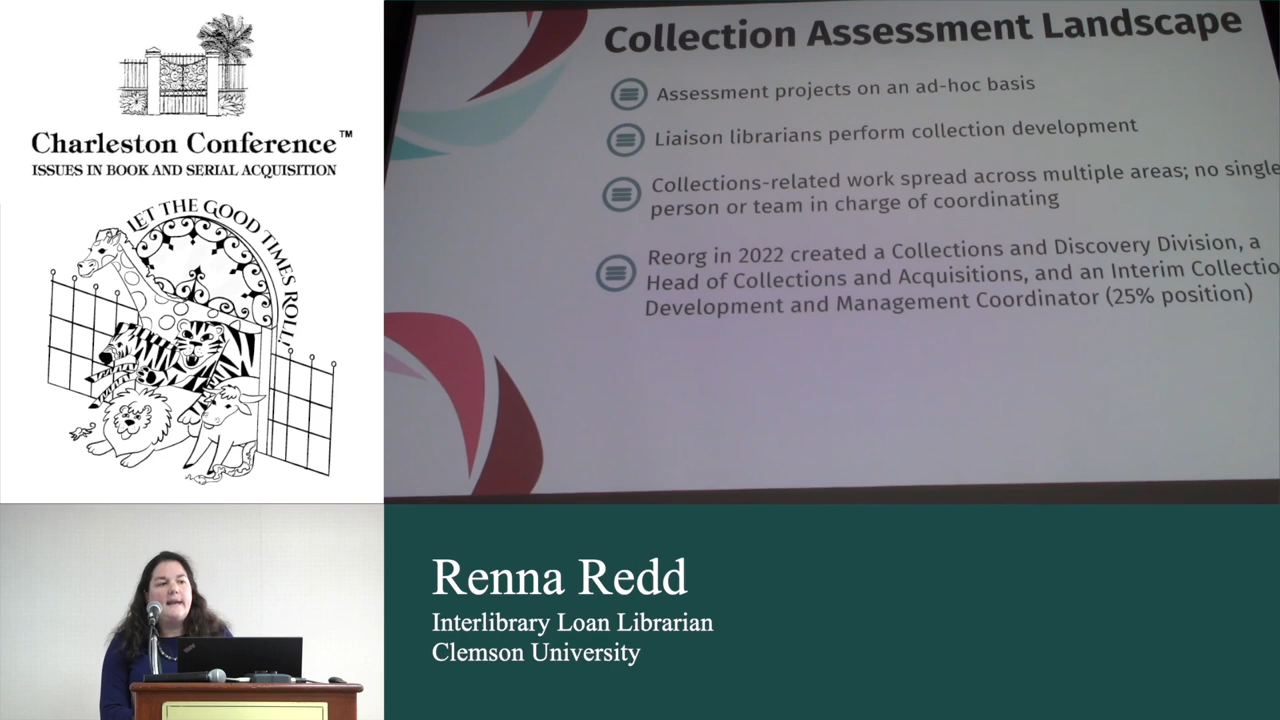 Charleston Conference™
ISSUES IN BOOK AND SERIAL ACQUISITION
LET THE GOOD TIMES ROLL!
Collection Assessment Landscape
Assessment projects on an ad-hoc basis
Liaison librarians perform collection development
Collections-related work spread across multiple areas; no single
person or team in charge of coordinating
Reorg in 2022 created a Collections and Discovery Division, a
Head of Collections and Acquisitions, and an Interim Collectio
Development and Management Coordinator (25% position)
Renna Redd
Interlibrary Loan Librarian
Clemson University